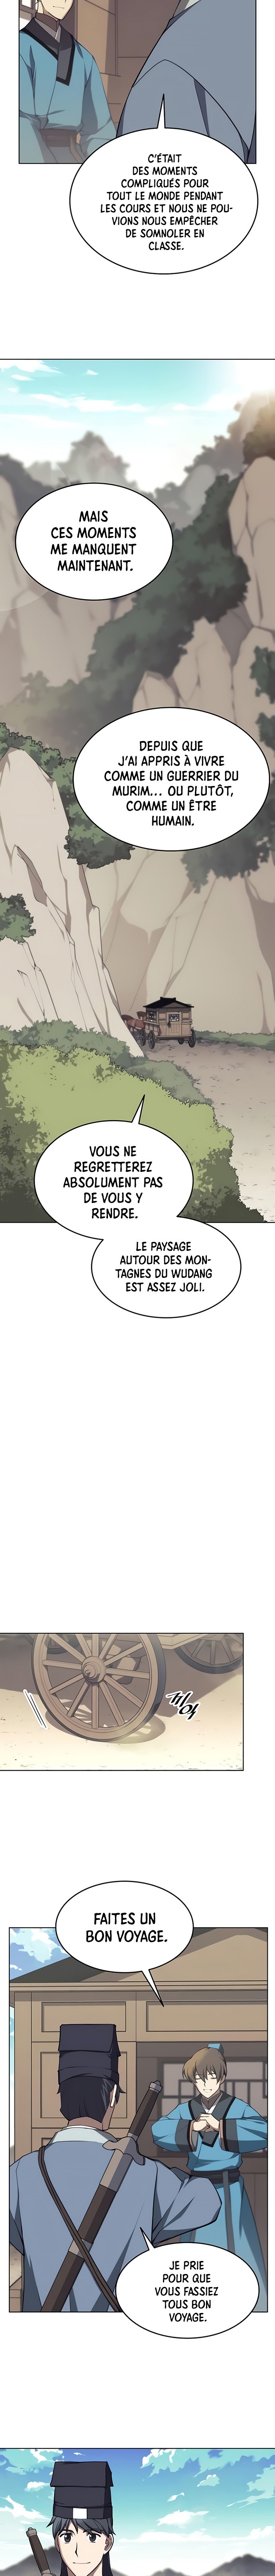 C'ÉTAIT
DES MOMENTS
COMPLIQUÉS POUR
TOUT LE MONDE PENDANT
LES COURS ET NOUS NE POU-
VIONS NOUS EMPÊCHER
DE SOMNOLER EN
CLASSE.
MAIS
CES MOMENTS
ME MANQUENT
MAINTENANT.
DEPUIS QUE
J'AI APPRIS À VIVRE
COMME UN GUERRIER DU
MURIM... OU PLUTÔT,
COMME UN ÊTRE
HUMAIN.
VOUS NE
REGRETTEREZ
ABSOLUMENT PAS
DE VOUS Y
RENDRE.
LE PAYSAGE
AUTOUR DES MON-
TAGNES DU WUDANG
EST ASSEZ JOLI.
FAITES UN
BON VOYAGE.
JE PRIE
POUR QUE
VOUS FASSIEZ
TOUS BON
VOYAGE.